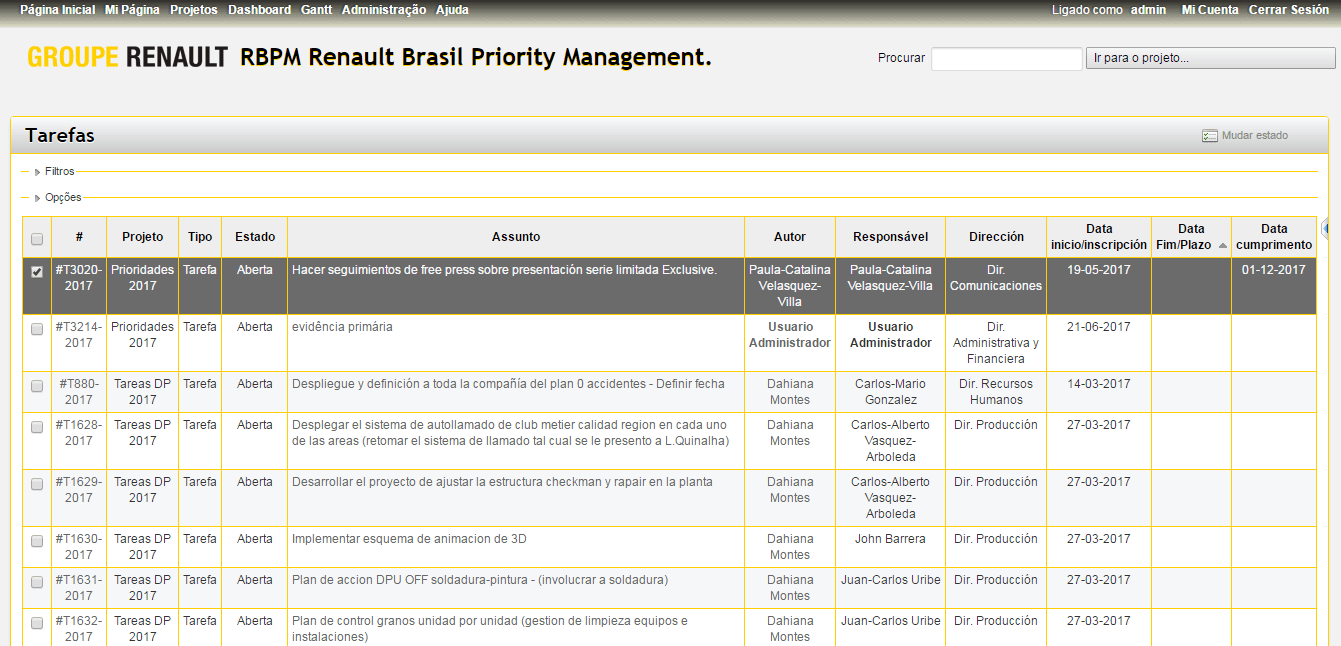 Página Inicial Mi Página Projetos Dashboard Gantt Administração Ajuda
Ligado como admin Mi Cuenta Cerrar Sesión
GROUPE RENAULT RBPM Renault Brasil Priority Management.
Procurar
Ir para o projeto...
Tarefas
Mudar estado
Filtros
Opções
# Projeto Tipo Estado Assunto Autor Responsável Dirección Data inicio/inscripción Data Fim/Plazo Data cumprimento
#T3020-2017 Prioridades 2017 Tarefa Aberta Hacer seguimientos de free press sobre presentación serie limitada Exclusive. Paula-Catalina Velasquez-Villa Paula-Catalina Velasquez-Villa Dir. Comunicaciones 19-05-2017 01-12-2017
#T3214-2017 Prioridades 2017 Tarefa Aberta evidência primária Usuario Administrador Usuario Administrador Dir. Administrativa y Financiera 21-06-2017
#T880-2017 Tareas DP 2017 Tarefa Aberta Despliegue y definición a toda la compañía del plan 0 accidentes - Definir fecha Dahiana Montes Carlos-Mario Gonzalez Dir. Recursos Humanos 14-03-2017
#T1628-2017 Tareas DP 2017 Tarefa Aberta Desplegar el sistema de autollamado de club metier calidad region en cada uno de las areas (retomar el sistema de llamado tal cual se le presento a L.Quinalha) Dahiana Montes Carlos-Alberto Vasquez-Arboleda Dir. Producción 27-03-2017
#T1629-2017 Tareas DP 2017 Tarefa Aberta Desarrollar el proyecto de ajustar la estructura checkman y rapair en la planta Dahiana Montes Carlos-Alberto Vasquez-Arboleda Dir. Producción 27-03-2017
#T1630-2017 Tareas DP 2017 Tarefa Aberta Implementar esquema de animacion de 3D Dahiana Montes John Barrera Dir. Producción 27-03-2017
#T1631-2017 Tareas DP 2017 Tarefa Aberta Plan de accion DPU OFF soldadura-pintura - (involucrar a soldadura) Dahiana Montes Juan-Carlos Uribe Dir. Producción 27-03-2017
#T1632-2017 Tareas DP 2017 Tarefa Aberta Plan de control granos unidad por unidad (gestion de limpieza equipos e instalaciones) Dahiana Montes Juan-Carlos Uribe Dir. Producción 27-03-2017